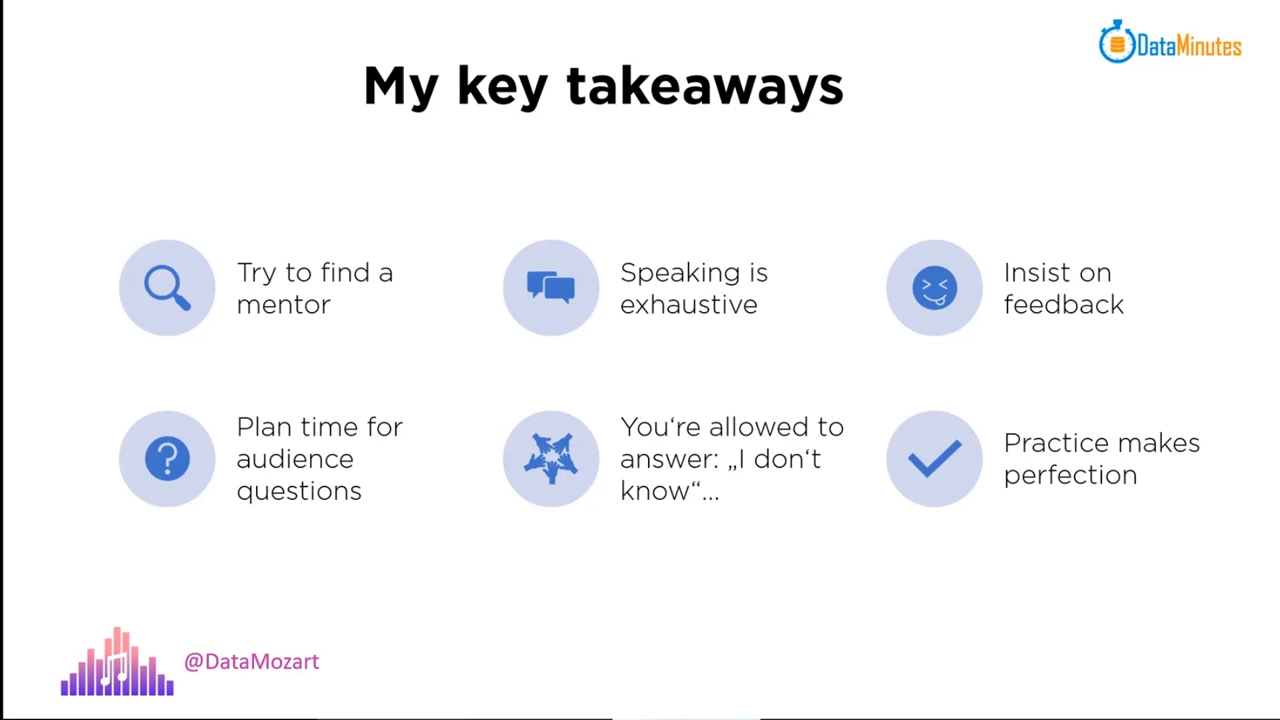 DataMinutes
My key takeaways
Try to find a
mentor
Speaking is
exhaustive
Insist on
feedback
Plan time for
audience
questions
You‘re allowed to
answer: „I don‘t
know“...
Practice makes
perfection
@DataMozart